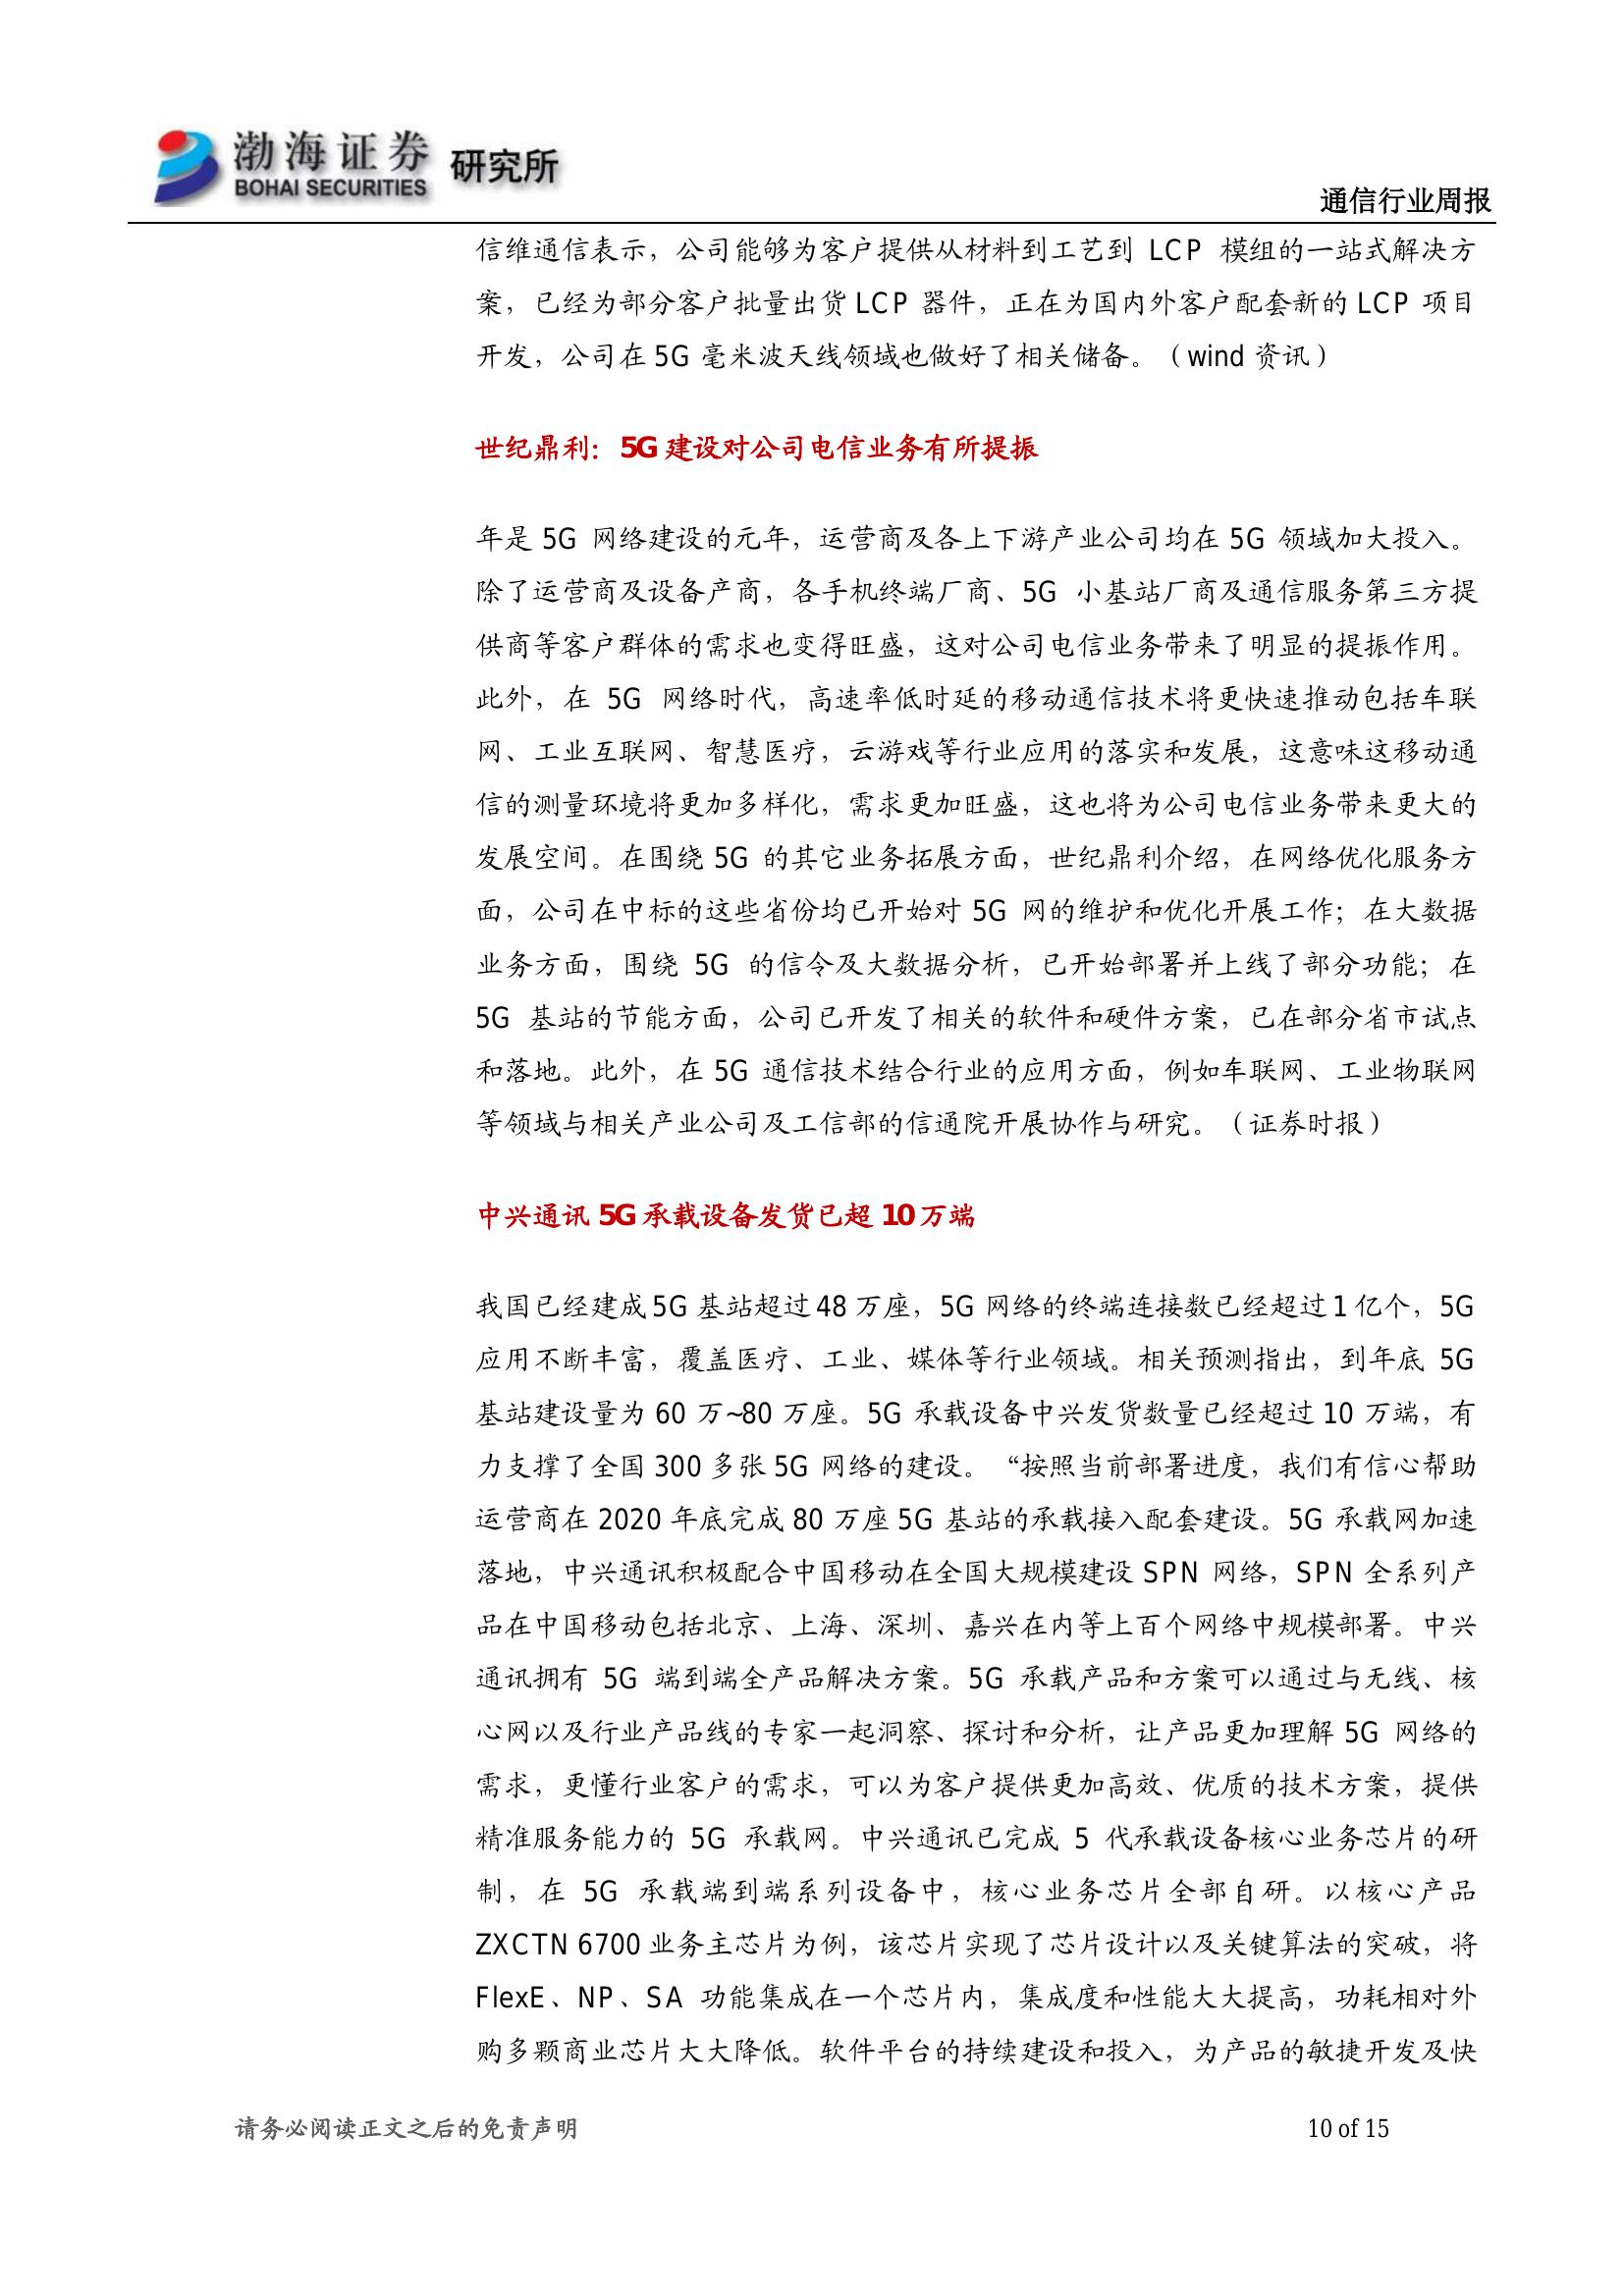 渤海证券
BOHAI SECURITIES
研究所
通信行业周报
信维通信表示，公司能够为客户提供从材料到工艺到 LCP 模组的一站式解决方
案，已经为部分客户批量出货 LCP 器件，正在为国内外客户配套新的 LCP 项目
开发，公司在 5G 毫米波天线领域也做好了相关储备。（wind 资讯）
世纪鼎利：5G 建设对公司电信业务有所提振
年是 5G 网络建设的元年，运营商及各上下游产业公司均在 5G 领域加大投入。
除了运营商及设备产商，各手机终端厂商、5G 小基站厂商及通信服务第三方提
供商等客户群体的需求也变得旺盛，这对公司电信业务带来了明显的提振作用。
此外，在 5G 网络时代，高速率低时延的移动通信技术将更快速推动包括车联
网、工业互联网、智慧医疗，云游戏等行业应用的落实和发展，这意味这移动通
信的测量环境将更加多样化，需求更加旺盛，这也将为公司电信业务带来更大的
发展空间。在围绕 5G 的其它业务拓展方面，世纪鼎利介绍，在网络优化服务方
面，公司在中标的这些省份均已开始对 5G 网的维护和优化开展工作；在大数据
业务方面，围绕 5G 的信令及大数据分析，已开始部署并上线了部分功能；在
5G 基站的节能方面，公司已开发了相关的软件和硬件方案，已在部分省市试点
和落地。此外，在 5G 通信技术结合行业的应用方面，例如车联网、工业物联网
等领域与相关产业公司及工信部的信通院开展协作与研究。（证券时报）
中兴通讯 5G 承载设备发货已超 10 万端
我国已经建成 5G 基站超过 48 万座，5G 网络的终端连接数已经超过 1 亿个，5G
应用不断丰富，覆盖医疗、工业、媒体等行业领域。相关预测指出，到年底 5G
基站建设量为 60 万~80 万座。5G 承载设备中兴发货数量已经超过 10 万端，有
力支撑了全国 300 多张 5G 网络的建设。“按照当前部署进度，我们有信心帮助
运营商在 2020 年底完成 80 万座 5G 基站的承载接入配套建设。5G 承载网加速
落地，中兴通讯积极配合中国移动在全国大规模建设 SPN 网络，SPN 全系列产
品在中国移动包括北京、上海、深圳、嘉兴在内等上百个网络中规模部署。中兴
通讯拥有 5G 端到端全产品解决方案。5G 承载产品和方案可以通过与无线、核
心网以及行业产品线的专家一起洞察、探讨和分析，让产品更加理解 5G 网络的
需求，更懂行业客户的需求，可以为客户提供更加高效、优质的技术方案，提供
精准服务能力的 5G 承载网。中兴通讯已完成 5 代承载设备核心业务芯片的研
制，在 5G 承载端到端系列设备中，核心业务芯片全部自研。以核心产品
ZXCTN 6700 业务主芯片为例，该芯片实现了芯片设计以及关键算法的突破，将
FlexE、NP、SA 功能集成在一个芯片内，集成度和性能大大提高，功耗相对外
购多颗商业芯片大大降低。软件平台的持续建设和投入，为产品的敏捷开发及快
请务必阅读正文之后的免责声明
10 of 15